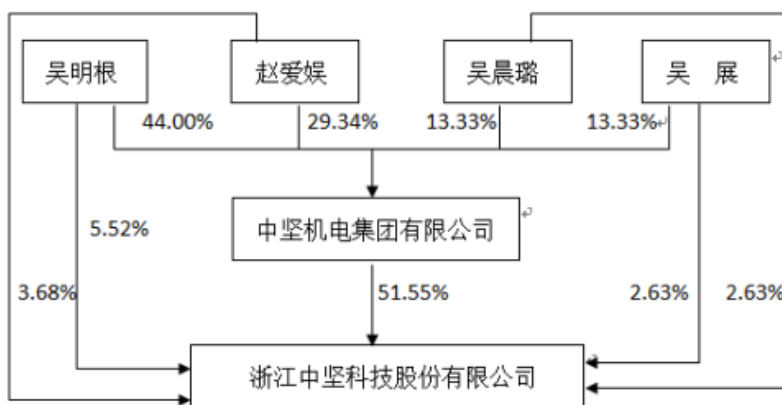 吴明根
赵爱娱
吴晨璐
吴 展
44.00%
29.34%
13.33%
13.33%
中坚机电集团有限公司
5.52%
3.68%
51.55%
2.63%
2.63%
浙江中坚科技股份有限公司